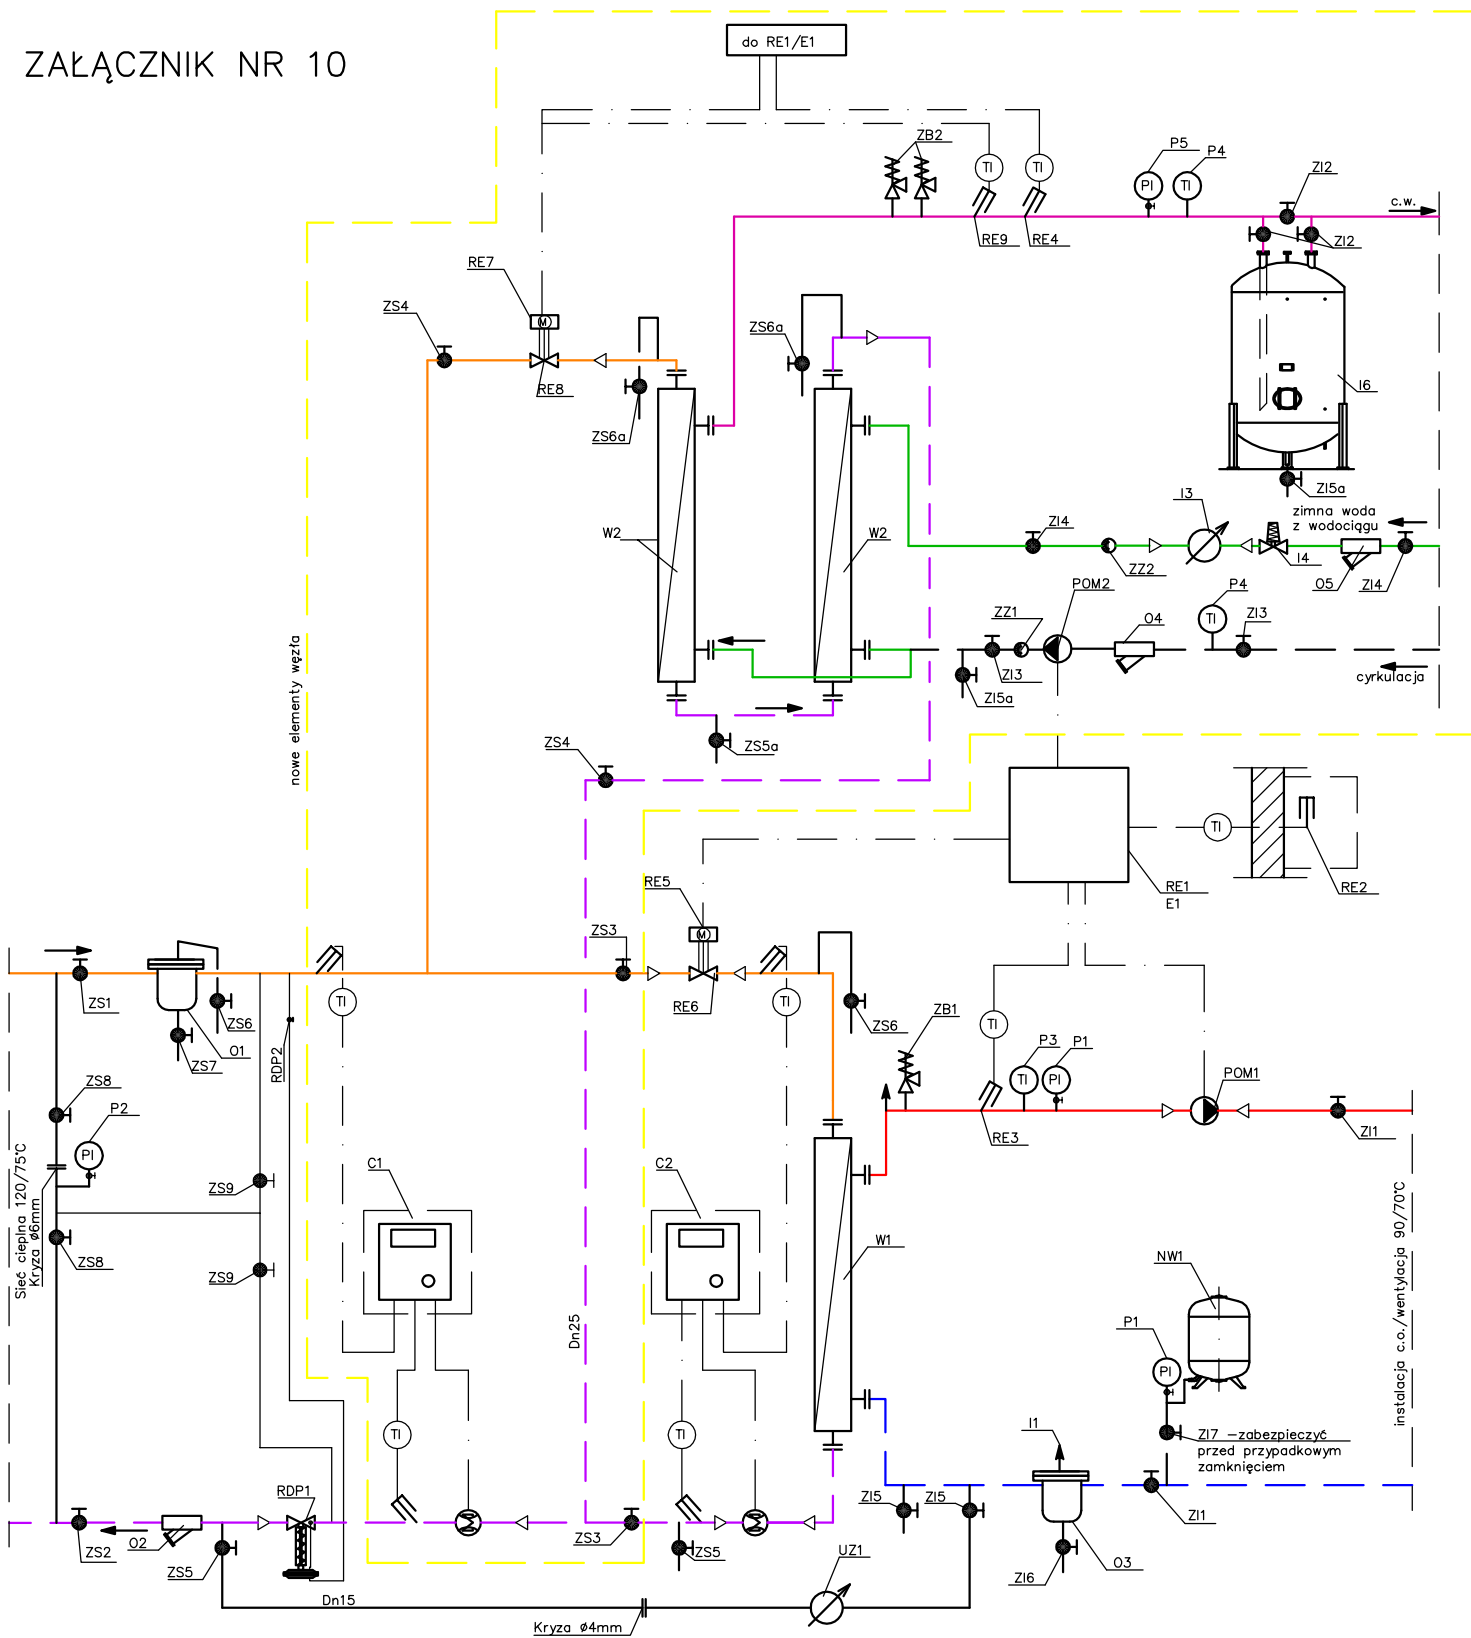 ZAŁĄCZNIK NR 10
do RE1/E1
ZB2
P5
P4
ZI2
TI
TI
PI
TI
c.w.
RE9
RE4
ZI2
RE7
ZS4
M
ZS6a
RE8
I6
ZS6a
ZI5a
I3
zimna woda
z wodociągu
ZI4
W2
W2
ZZ2
I4
O5
ZI4
POM2
P4
ZZ1
O4
TI
ZI3
ZI3
cyrkulacja
ZI5a
nowe elementy węzła
ZS4
ZS5a
TI
RE5
RE1
E1
RE2
ZS3
M
ZS1
ZS6
TI
RE6
TI
ZS6
ZB1
TI
O1
ZS7
RDP2
P3
P1
TI
PI
POM1
ZS8
P2
RE3
ZI1
PI
Sieć cieplna 120/75°C
Kryza ø6mm
ZS9
C1
C2
instalacja c.o./wentylacja 90/70°C
ZS8
ZS9
W1
NW1
Dn25
P1
PI
TI
TI
I1
ZI7 –zabezpieczyć
przed przypadkowym
zamknięciem
RDP1
ZI5
ZI5
ZI1
ZS2
O2
ZS5
ZS3
ZS5
UZ1
ZI6
O3
Dn15
Kryza ø4mm